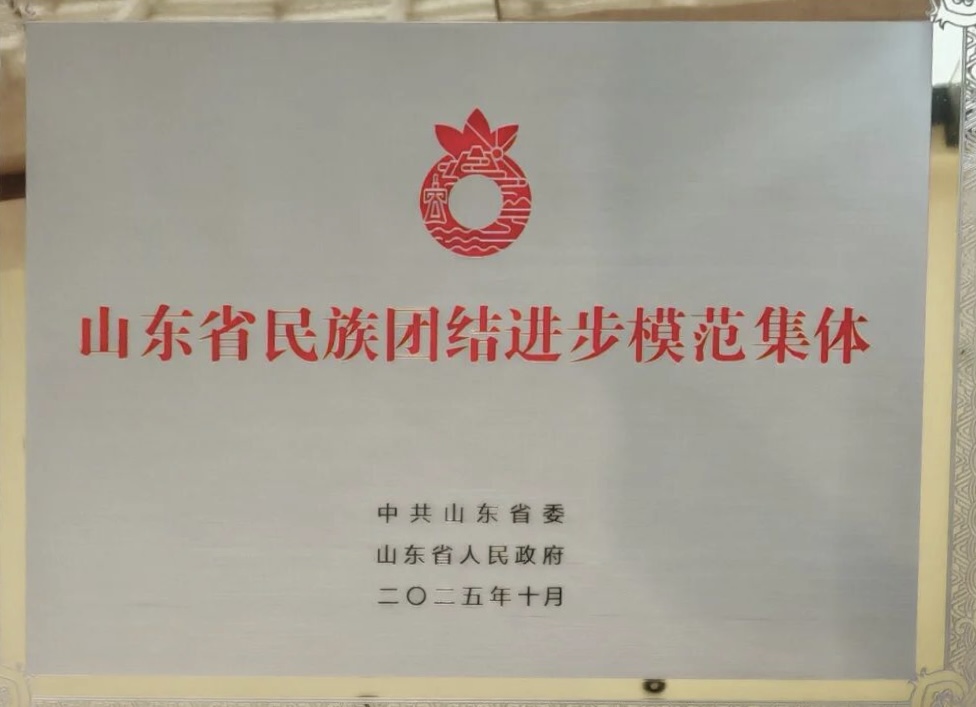 山东省民族团结进步模范集体
中共山东省委
山东省人民政府
二〇二五年十月